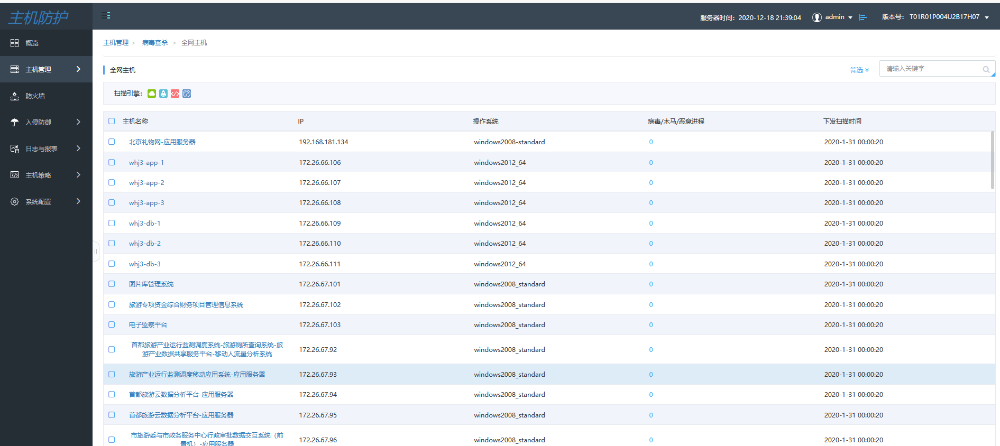 主机防护
服务器时间：2020-12-18 21:39:04 admin 版本号： T01R01P004U2B17H07
概览
主机管理
防火墙
入侵防御
日志与报表
主机策略
系统配置
主机管理 > 病毒查杀 > 全网主机
全网主机
筛选 请输入关键字
扫描引擎：
主机名称 IP 操作系统 病毒/木马/恶意进程 下发扫描时间
北京礼物网-应用服务器 192.168.181.134 windows2008-standard 0 2020-1-31 00:00:20
whj3-app-1 172.26.66.106 windows2012_64 0 2020-1-31 00:00:20
whj3-app-2 172.26.66.107 windows2012_64 0 2020-1-31 00:00:20
whj3-app-3 172.26.66.108 windows2012_64 0 2020-1-31 00:00:20
whj3-db-1 172.26.66.109 windows2012_64 0 2020-1-31 00:00:20
whj3-db-2 172.26.66.110 windows2012_64 0 2020-1-31 00:00:20
whj3-db-3 172.26.66.111 windows2012_64 0 2020-1-31 00:00:20
图片库管理系统 172.26.67.101 windows2008_standard 0 2020-1-31 00:00:20
旅游专项资金综合财务项目管理信息系统 172.26.67.102 windows2008_standard 0 2020-1-31 00:00:20
电子监察平台 172.26.67.103 windows2008_standard 0 2020-1-31 00:00:20
首都旅游产业运行监测调度系统-旅游厕所查询系统-旅
游产业数据共享服务平台-移动人流量分析系统 172.26.67.92 windows2008_standard 0 2020-1-31 00:00:20
旅游产业运行监测调度移动应用系统-应用服务器 172.26.67.93 windows2008_standard 0 2020-1-31 00:00:20
首都旅游云数据分析平台-应用服务器 172.26.67.94 windows2008_standard 0 2020-1-31 00:00:20
首都旅游云数据分析平台-应用服务器 172.26.67.95 windows2008_standard 0 2020-1-31 00:00:20
市旅游委与市政务服务中心行政审批数据交互系统（前
置机）-应用服务器 172.26.67.96 windows2008_standard 0 2020-1-31 00:00:20